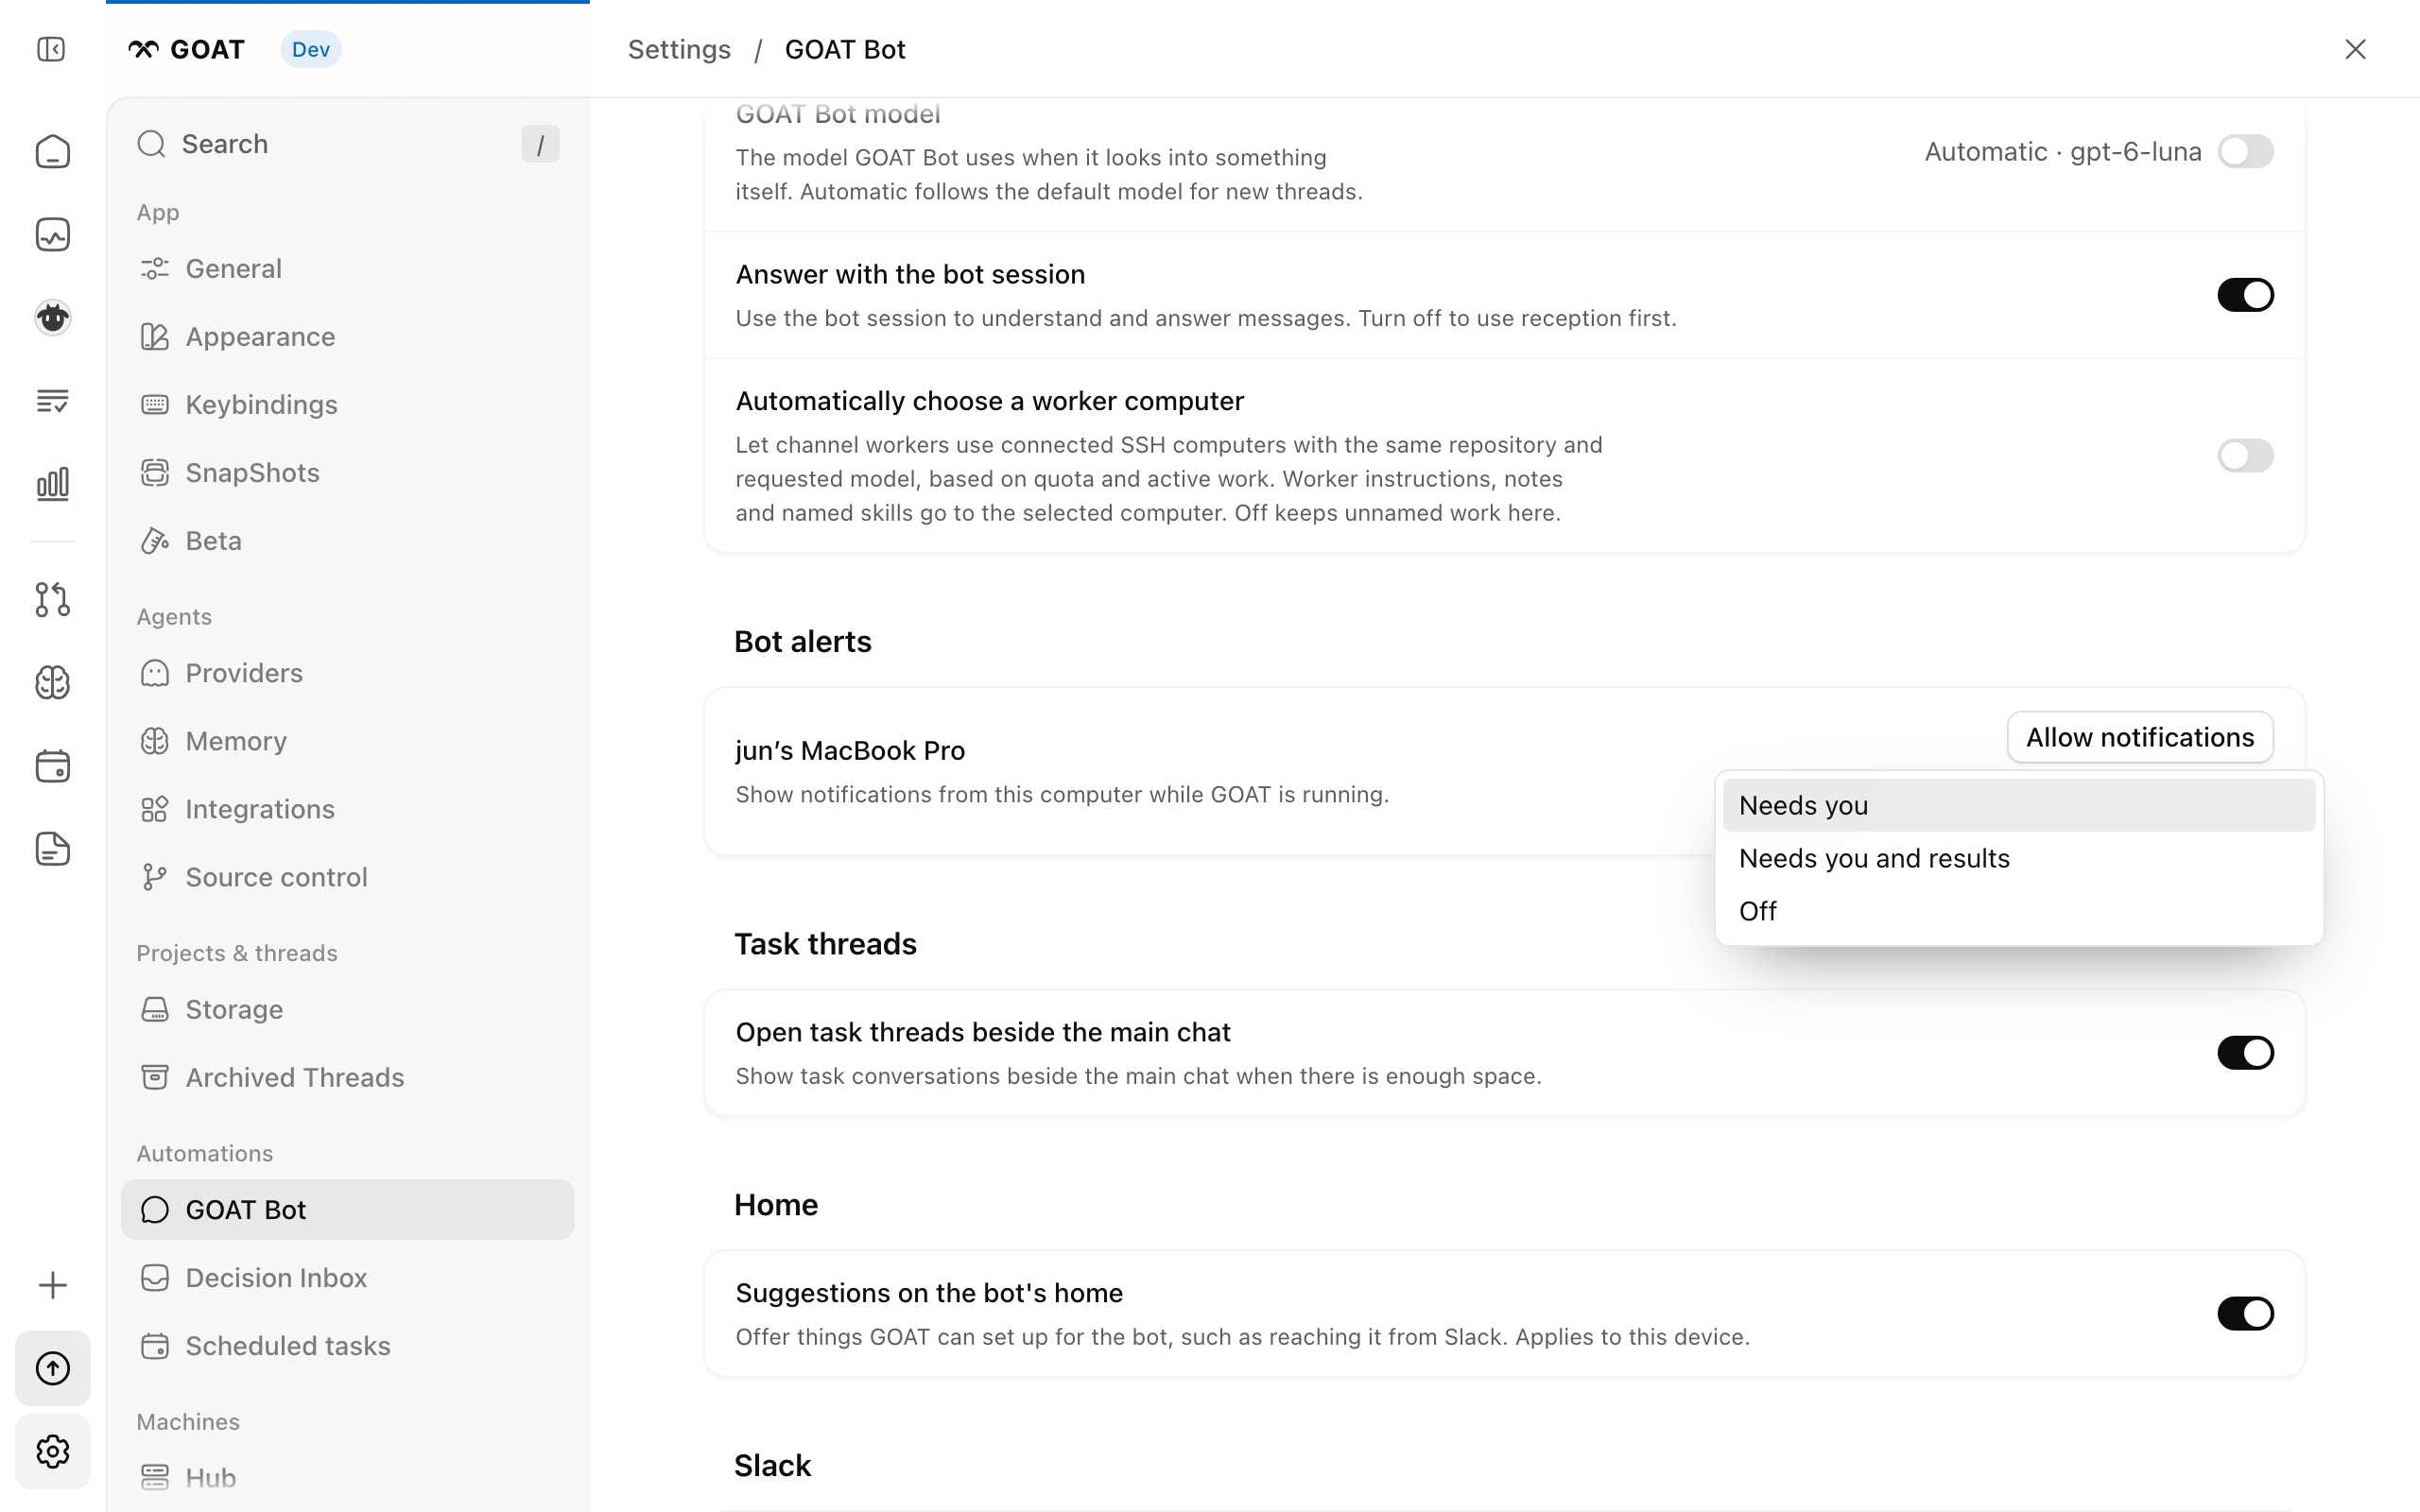 GOAT Dev
Settings / GOAT Bot
Search /
App
General
Appearance
Keybindings
SnapShots
Beta
Agents
Providers
Memory
Integrations
Source control
Projects & threads
Storage
Archived Threads
Automations
GOAT Bot
Decision Inbox
Scheduled tasks
Machines
Hub
GOAT Bot model
The model GOAT Bot uses when it looks into something
itself. Automatic follows the default model for new threads.
Automatic · gpt-6-luna
Answer with the bot session
Use the bot session to understand and answer messages. Turn off to use reception first.
Automatically choose a worker computer
Let channel workers use connected SSH computers with the same repository and
requested model, based on quota and active work. Worker instructions, notes
and named skills go to the selected computer. Off keeps unnamed work here.
Bot alerts
jun’s MacBook Pro
Show notifications from this computer while GOAT is running.
Allow notifications
Needs you
Needs you and results
Off
Task threads
Open task threads beside the main chat
Show task conversations beside the main chat when there is enough space.
Home
Suggestions on the bot's home
Offer things GOAT can set up for the bot, such as reaching it from Slack. Applies to this device.
Slack